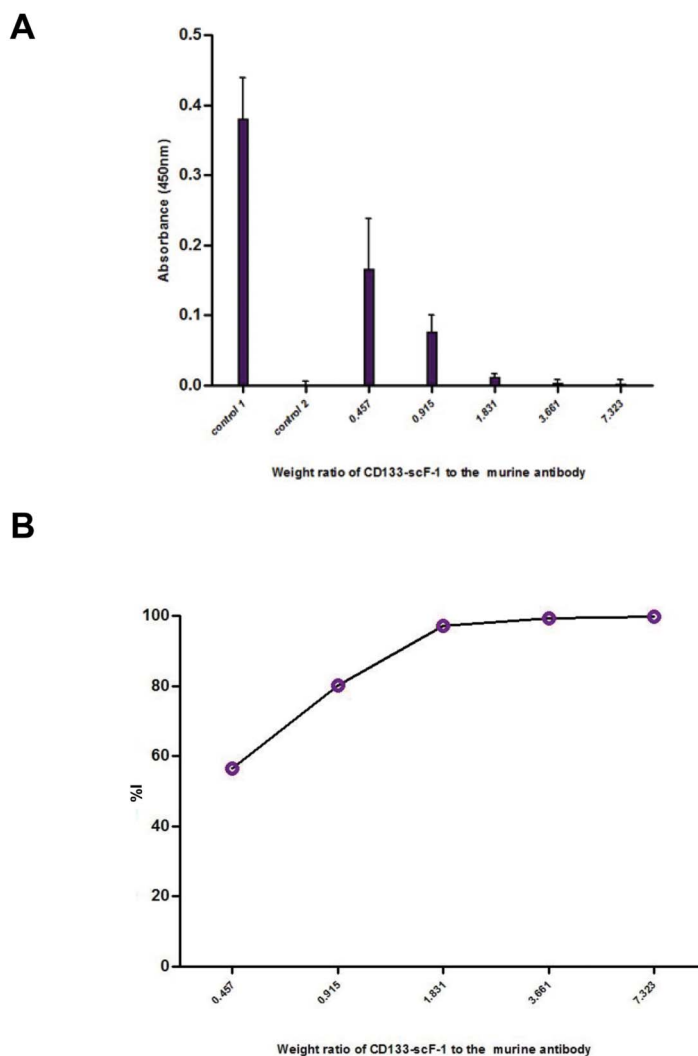 A
0.5
0.4
0.3
0.2
0.1
0.0
Absorbance (450nm)
control 1
control 2
0.457
0.915
1.831
3.661
7.323
Weight ratio of CD133-scF-1 to the murine antibody
B
100
80
60
40
20
0
%I
0.457
0.915
1.831
3.661
7.323
Weight ratio of CD133-scF-1 to the murine antibody